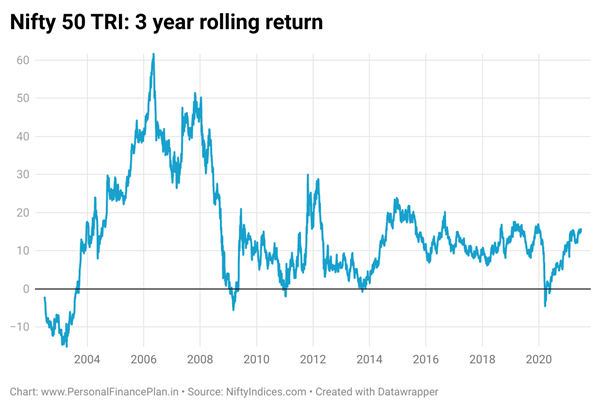 Nifty 50 TRI: 3 year rolling return
60
50
40
30
20
10
0
−10
2004 2006 2008 2010 2012 2014 2016 2018 2020
Chart: www.PersonalFinancePlan.in • Source: NiftyIndices.com • Created with Datawrapper